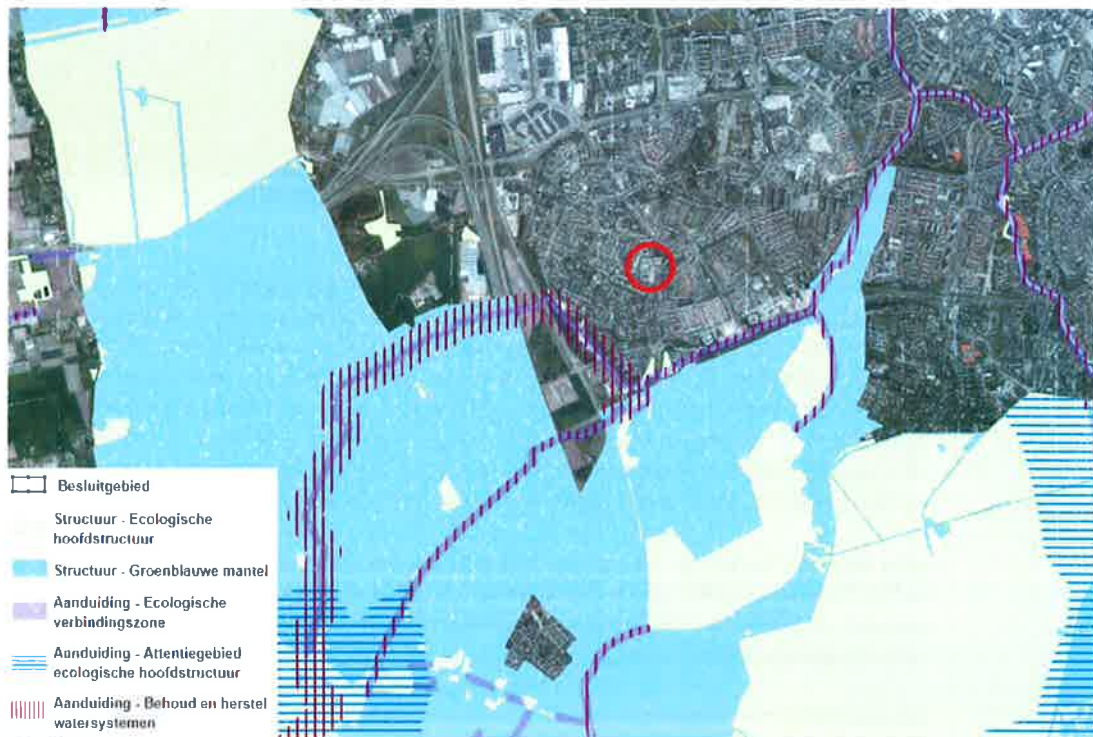 Besluitgebied
Structuur - Ecologische
hoofdstructuur
Structuur - Groenblauwe mantel
Aanduiding - Ecologische
verbindingszone
Aanduiding - Attentiegebied
ecologische hoofdstructuur
Aanduiding - Behoud en herstel
watersystemen